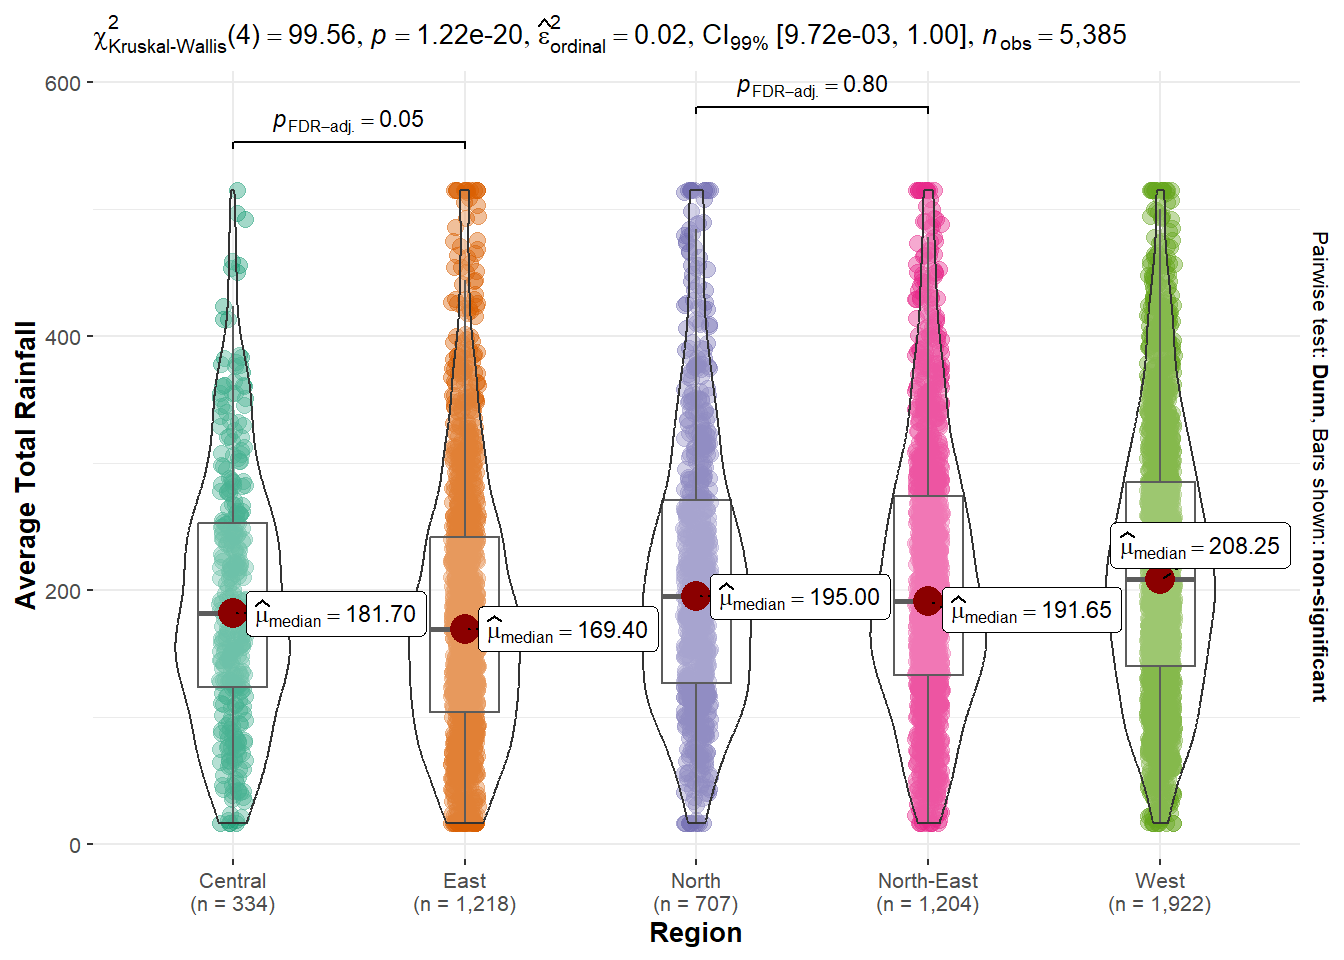 χ²Kruskal-Wallis(4) = 99.56, p = 1.22e-20, ε̂²ordinal = 0.02, CI99% [9.72e-03, 1.00], nobs = 5,385
600
400
200
0
Average Total Rainfall
pFDR−adj. = 0.05
pFDR−adj. = 0.80
μ̂median = 181.70
μ̂median = 169.40
μ̂median = 195.00
μ̂median = 191.65
μ̂median = 208.25
Pairwise test: Dunn, Bars shown: non-significant
Central
(n = 334)
East
(n = 1,218)
North
(n = 707)
North-East
(n = 1,204)
West
(n = 1,922)
Region